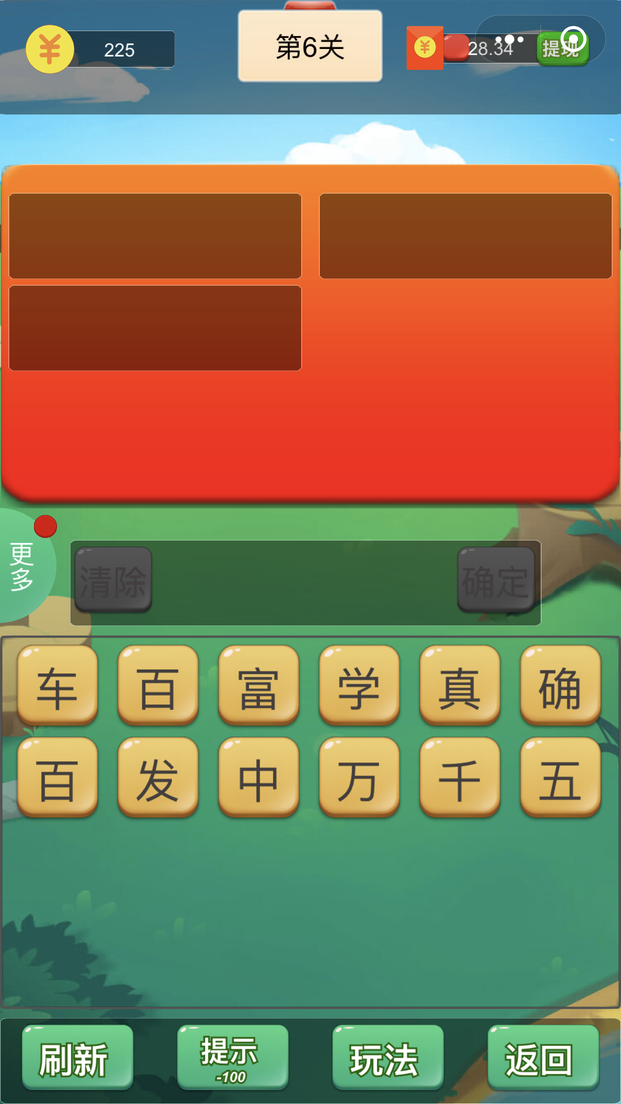 225
第6关
28.34
提现
更多
清除
确定
车 百 富 学 真 确
百 发 中 万 千 五
刷新
提示
-100
玩法
返回